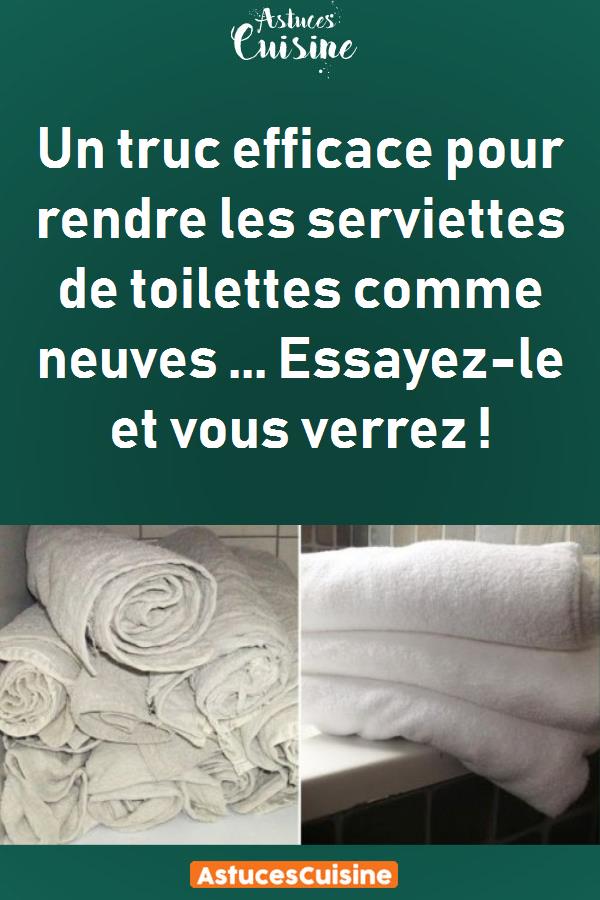 Astuces
Cuisine
Un truc efficace pour
rendre les serviettes
de toilettes comme
neuves ... Essayez-le
et vous verrez !
AstucesCuisine